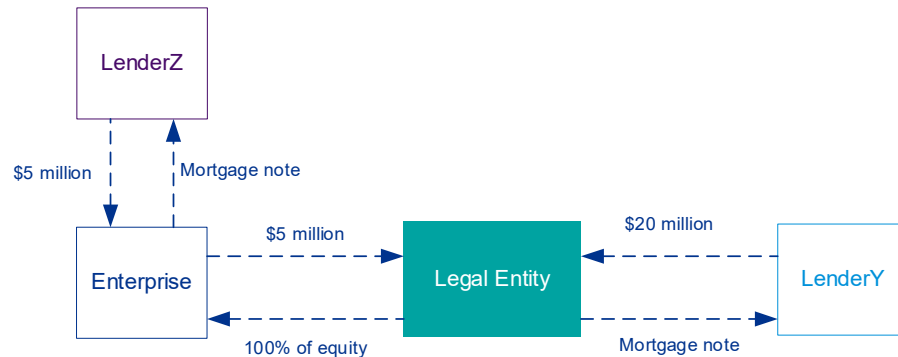 LenderZ
$5 million
Mortgage note
$5 million
$20 million
Enterprise
Legal Entity
LenderY
100% of equity
Mortgage note